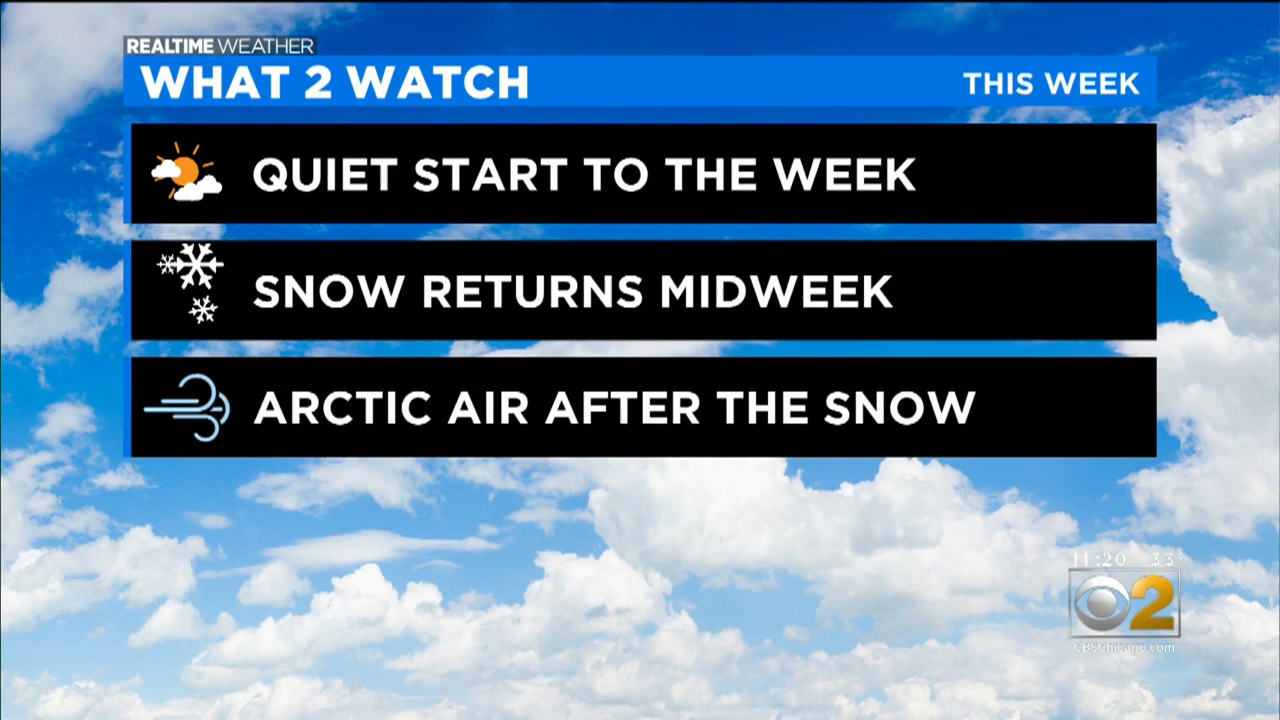 REALTIME WEATHER
WHAT 2 WATCH
THIS WEEK
QUIET START TO THE WEEK
SNOW RETURNS MIDWEEK
ARCTIC AIR AFTER THE SNOW
11:20 33°
2
CBSChicago.com